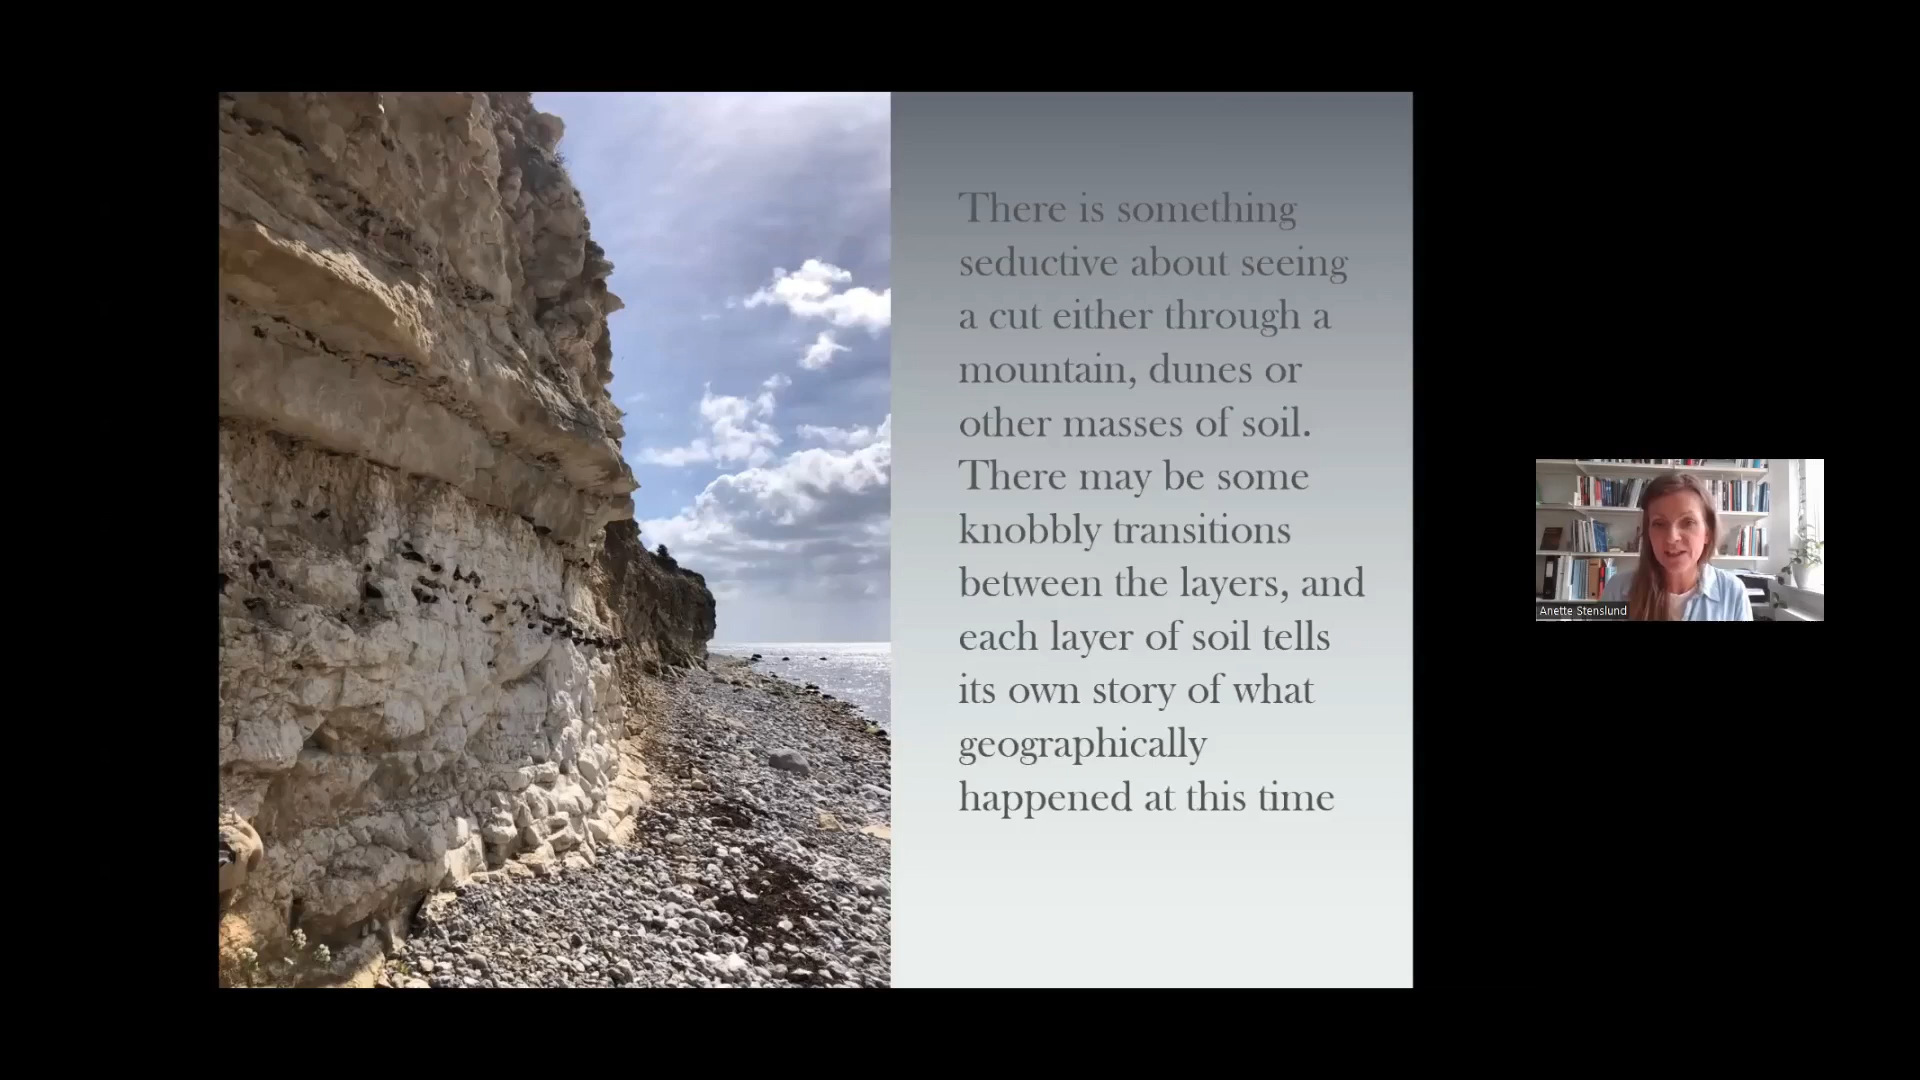 There is something
seductive about seeing
a cut either through a
mountain, dunes or
other masses of soil.
There may be some
knobbly transitions
between the layers, and
each layer of soil tells
its own story of what
geographically
happened at this time
Anette Stenslund